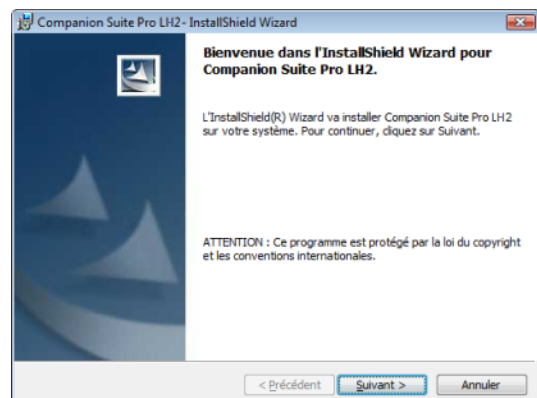 Companion Suite Pro LH2- InstallShield Wizard
Bienvenue dans l'InstallShield Wizard pour
Companion Suite Pro LH2.
L'InstallShield(R) Wizard va installer Companion Suite Pro LH2
sur votre système. Pour continuer, cliquez sur Suivant.
ATTENTION : Ce programme est protégé par la loi du copyright
et les conventions internationales.
< Précédent Suivant > Annuler